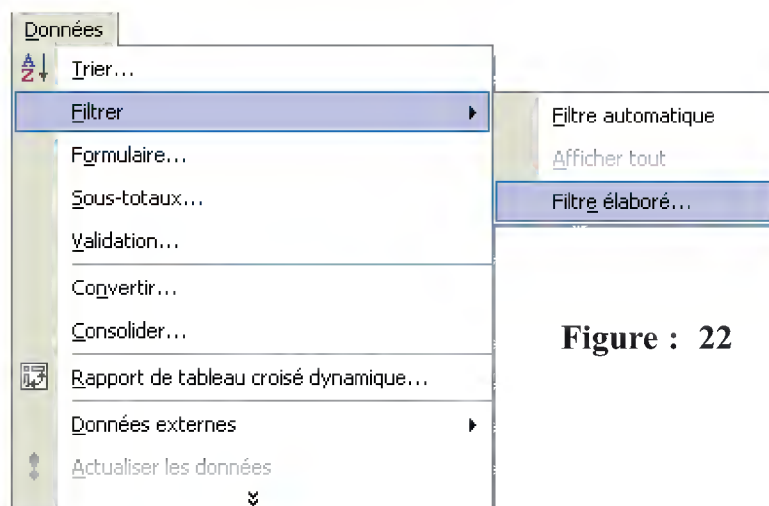 Données
Trier...
Filtrer
Formulaire...
Sous-totaux...
Validation...
Convertir...
Consolider...
Rapport de tableau croisé dynamique...
Données externes
Actualiser les données
Filtre automatique
Afficher tout
Filtre élaboré...
Figure : 22